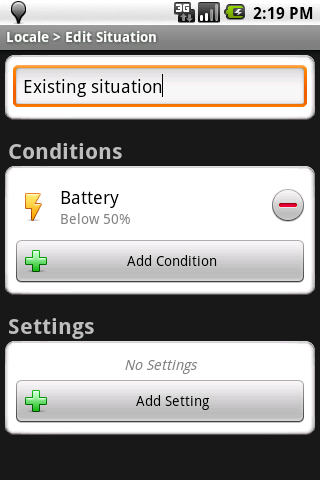 3G
2:19 PM
Locale > Edit Situation
Existing situation
Conditions
Battery
Below 50%
Add Condition
Settings
No Settings
Add Setting